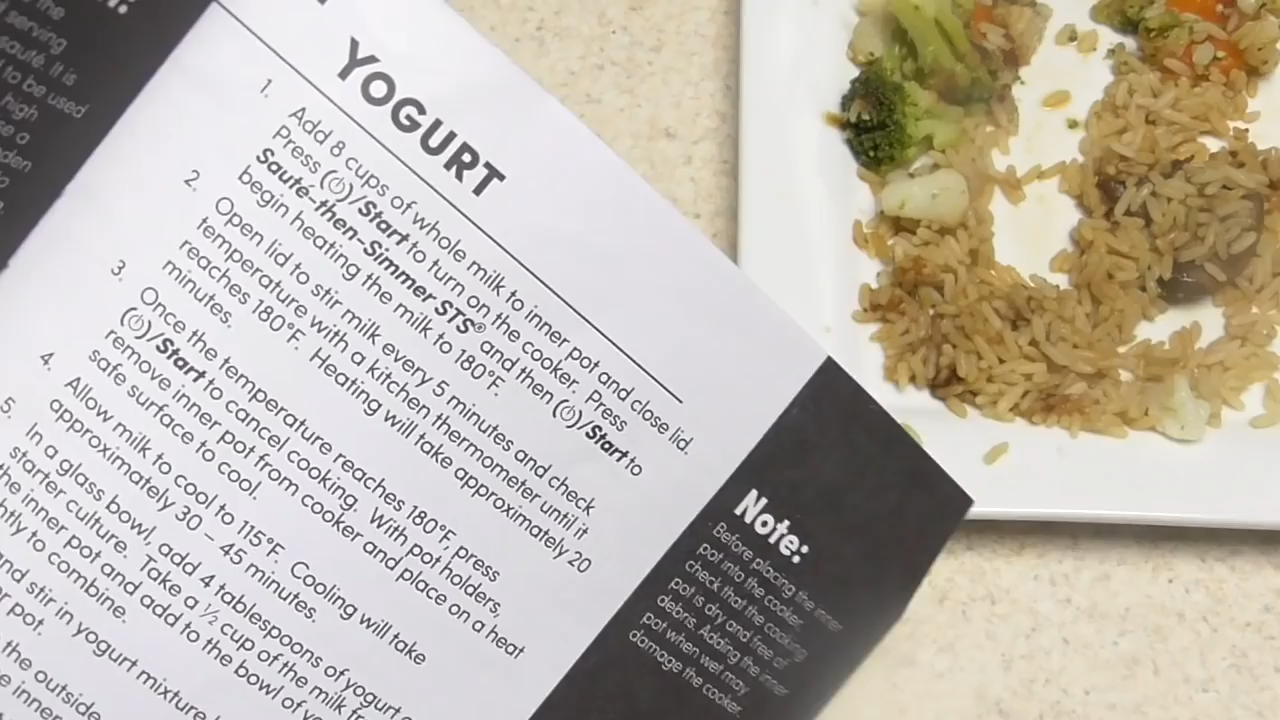 serving
sauté. It is
to be used
high
YOGURT
1. Add 8 cups of whole milk to inner pot and close lid.
Press (⏻)/Start to turn on the cooker. Press
Sauté-then-Simmer STS® and then (⏻)/Start to
begin heating the milk to 180°F.
2. Open lid to stir milk every 5 minutes and check
temperature with a kitchen thermometer until it
reaches 180°F. Heating will take approximately 20
minutes.
3. Once the temperature reaches 180°F, press
(⏻)/Start to cancel cooking. With pot holders,
remove inner pot from cooker and place on a heat
safe surface to cool.
4. Allow milk to cool to 115°F. Cooling will take
approximately 30 – 45 minutes.
5. In a glass bowl, add 4 tablespoons of yogurt
starter culture. Take a ½ cup of the milk
the inner pot and add to the bowl of
to combine.
and stir in yogurt mixture
pot.
the outside
inner
Note:
Before placing the inner
pot into the cooker,
check that the cooking
pot is dry and free of
debris. Adding the inner
pot when wet may
damage the cooker.